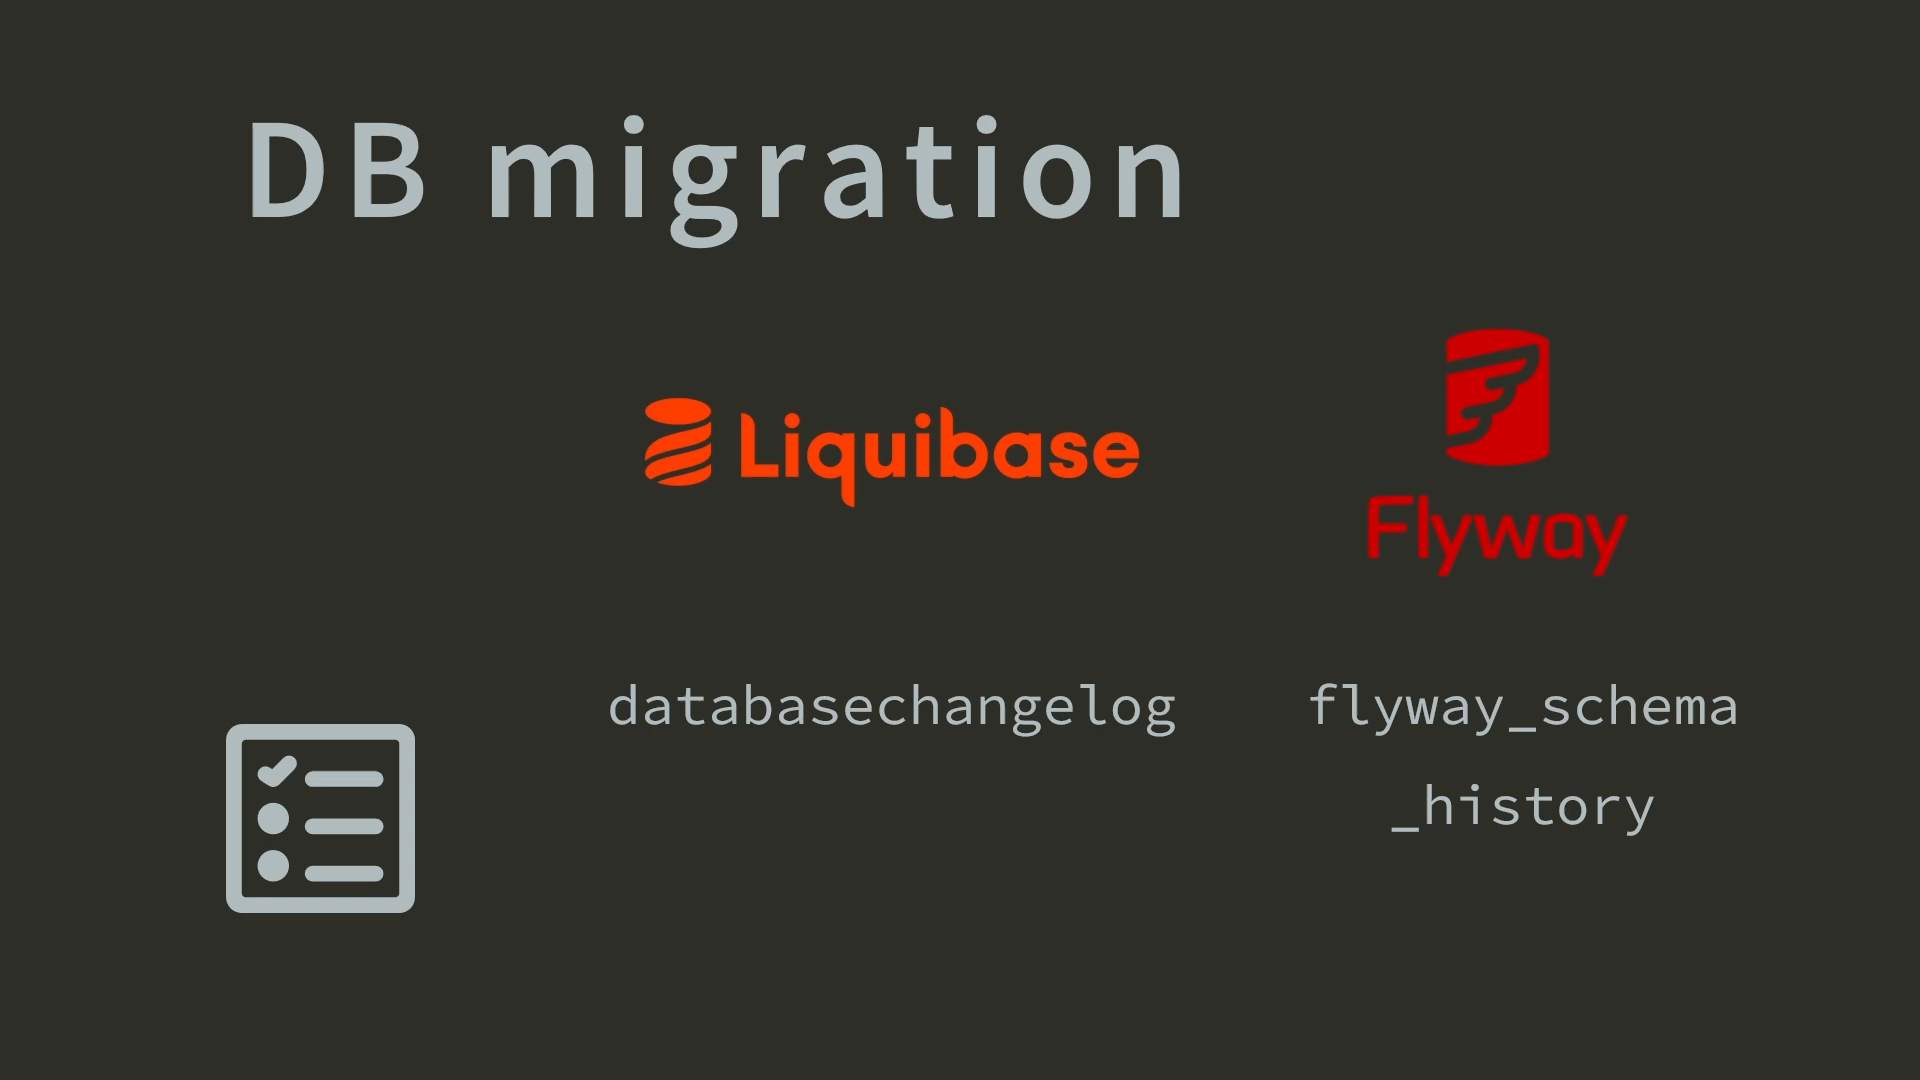 DB migration
Liquibase
Flyway
databasechangelog
flyway_schema
_history